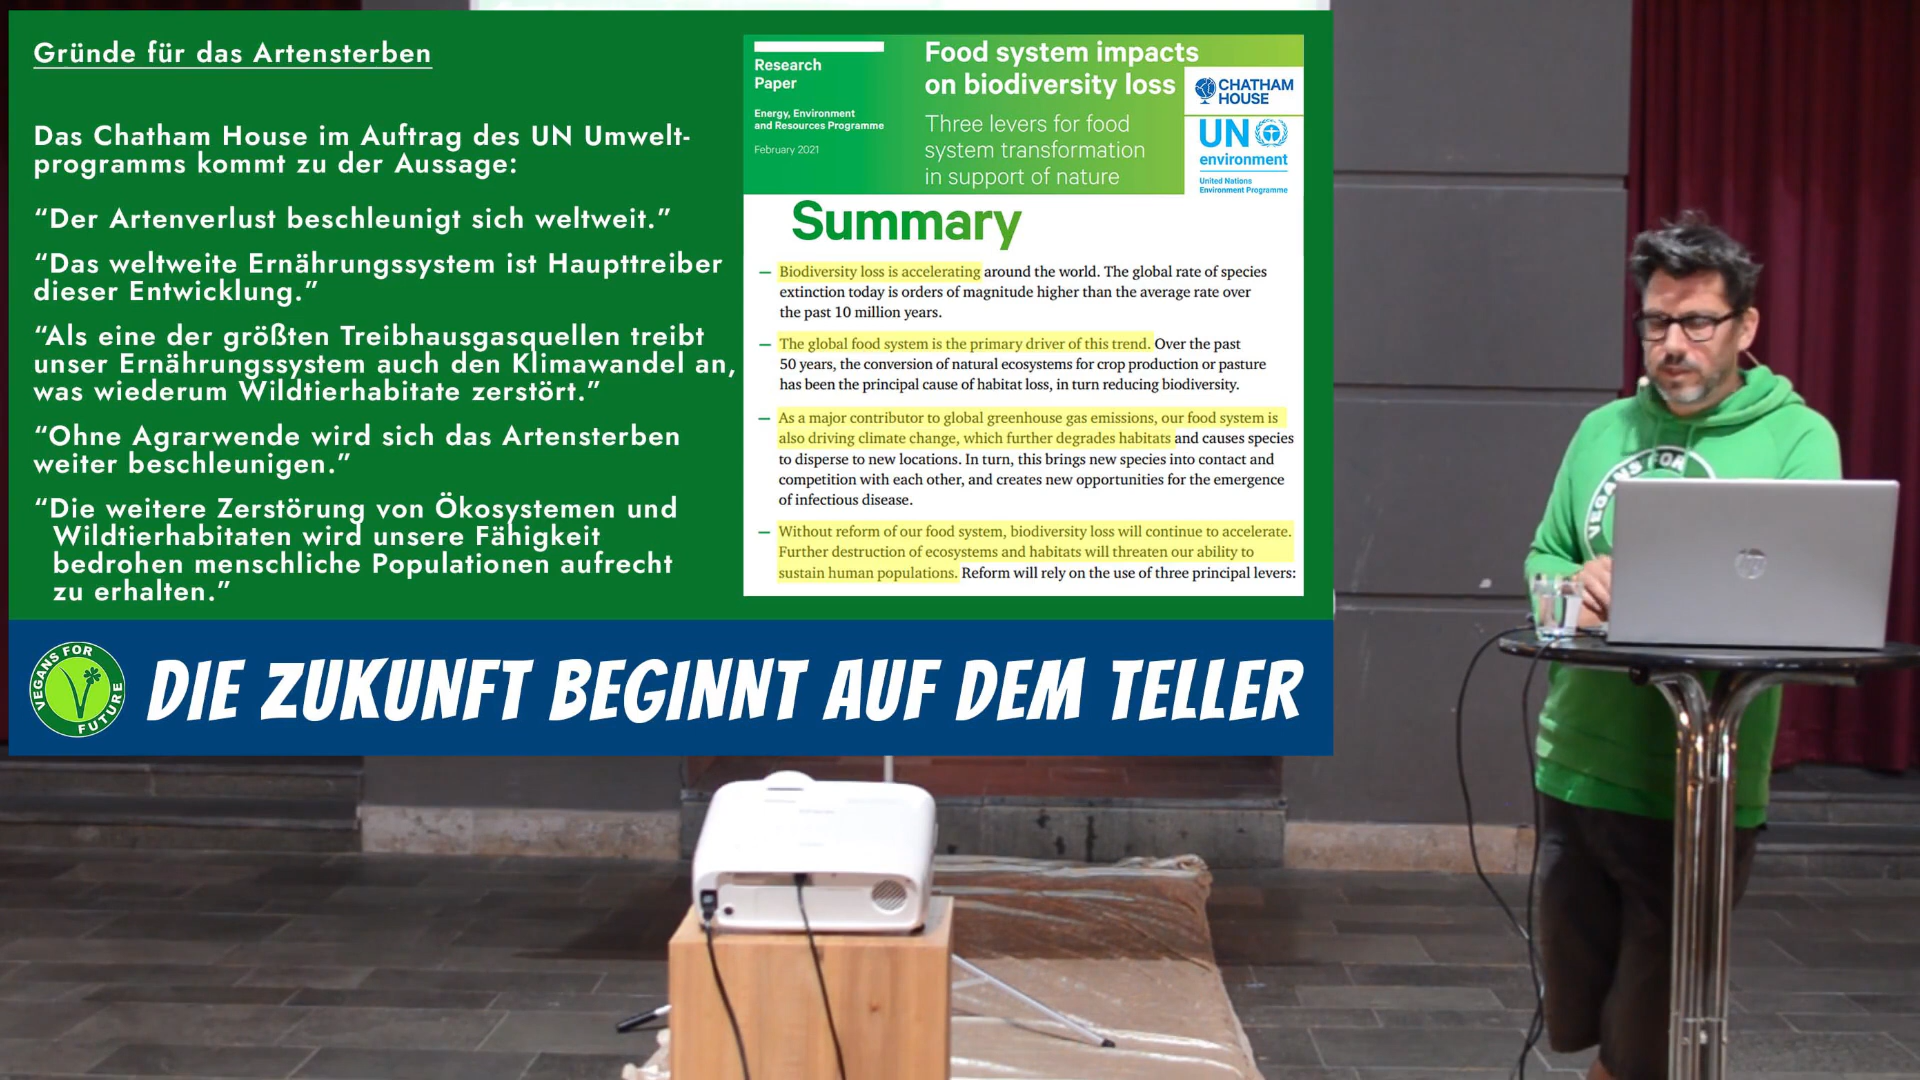 Gründe für das Artensterben
Das Chatham House im Auftrag des UN Umwelt-
programms kommt zu der Aussage:
“Der Artenverlust beschleunigt sich weltweit.”
“Das weltweite Ernährungssystem ist Haupttreiber
dieser Entwicklung.”
“Als eine der größten Treibhausgasquellen treibt
unser Ernährungssystem auch den Klimawandel an,
was wiederum Wildtierhabitate zerstört.”
“Ohne Agrarwende wird sich das Artensterben
weiter beschleunigen.”
“Die weitere Zerstörung von Ökosystemen und
Wildtierhabitaten wird unsere Fähigkeit
bedrohen menschliche Populationen aufrecht
zu erhalten.”
Research
Paper
Energy, Environment
and Resources Programme
February 2021
Food system impacts
on biodiversity loss
Three levers for food
system transformation
in support of nature
CHATHAM
HOUSE
UN
environment
United Nations
Environment Programme
Summary
— Biodiversity loss is accelerating around the world. The global rate of species
extinction today is orders of magnitude higher than the average rate over
the past 10 million years.
— The global food system is the primary driver of this trend. Over the past
50 years, the conversion of natural ecosystems for crop production or pasture
has been the principal cause of habitat loss, in turn reducing biodiversity.
— As a major contributor to global greenhouse gas emissions, our food system is
also driving climate change, which further degrades habitats and causes species
to disperse to new locations. In turn, this brings new species into contact and
competition with each other, and creates new opportunities for the emergence
of infectious disease.
— Without reform of our food system, biodiversity loss will continue to accelerate.
Further destruction of ecosystems and habitats will threaten our ability to
sustain human populations. Reform will rely on the use of three principal levers:
VEGANS FOR
FUTURE
DIE ZUKUNFT BEGINNT AUF DEM TELLER
VEGANS FOR
hp